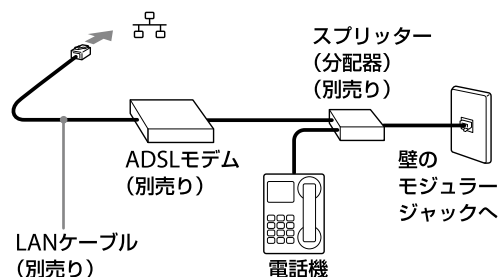 スプリッター
（分配器）
（別売り）
ADSLモデム
（別売り）
壁の
モジュラー
ジャックへ
LANケーブル
（別売り）
電話機